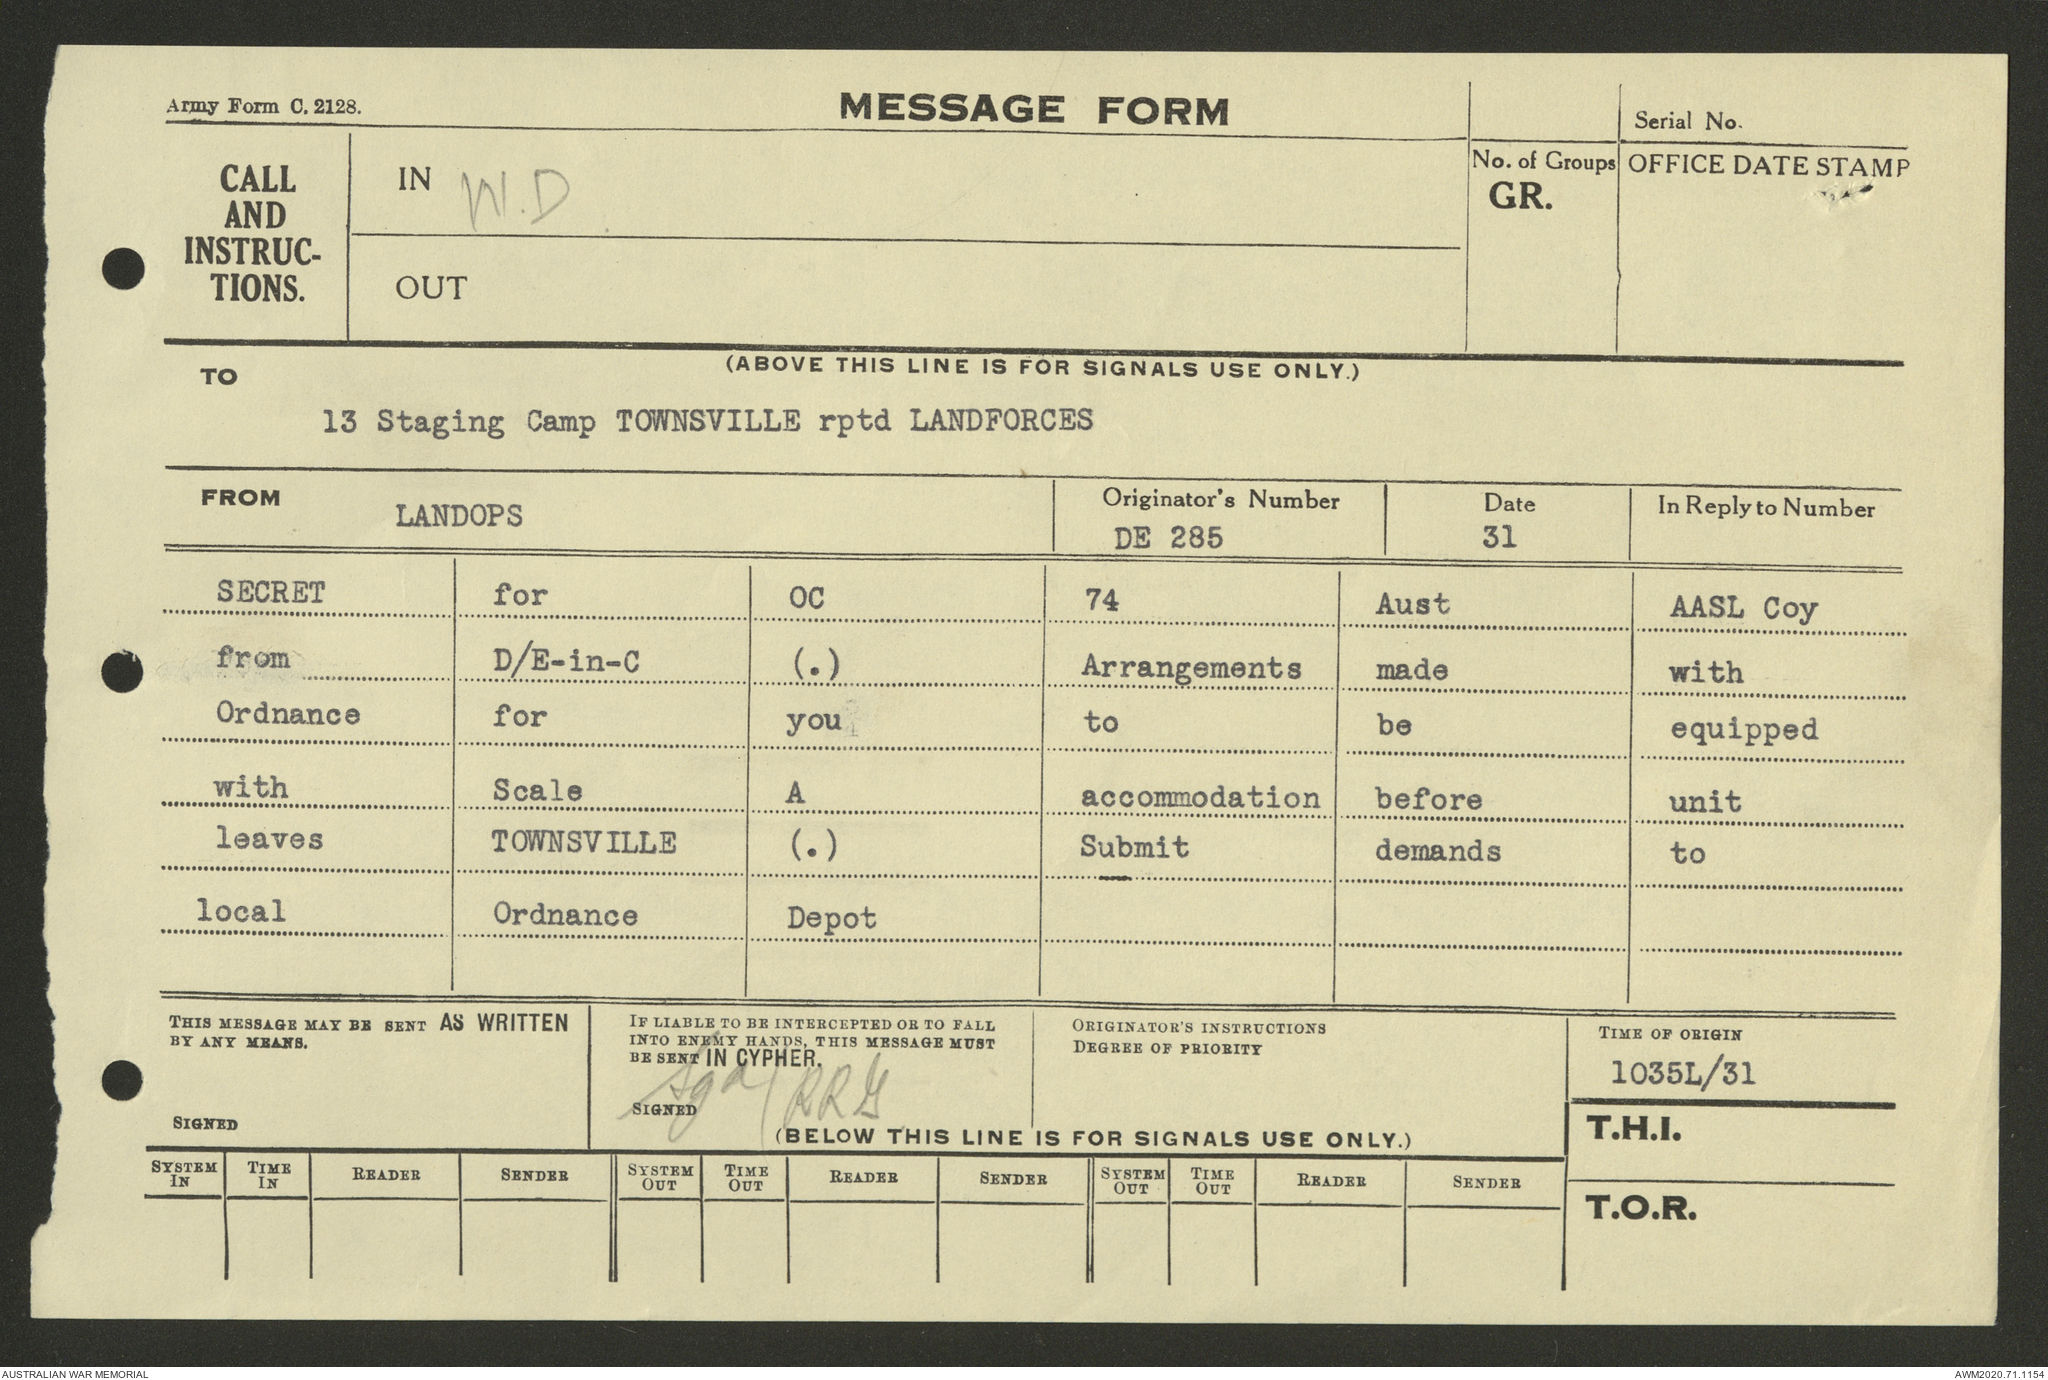 Army Form C. 2128.
MESSAGE FORM
Serial No.
CALL AND INSTRUC-TIONS.
IN W.D
No. of Groups GR.
OFFICE DATE STAMP
OUT
(ABOVE THIS LINE IS FOR SIGNALS USE ONLY.)
TO
13 Staging Camp TOWNSVILLE rptd LANDFORCES
FROM LANDOPS
Originator's Number DE 285
Date 31
In Reply to Number
SECRET for OC 74 Aust AASL Coy
from D/E-in-C (.) Arrangements made with
Ordnance for you to be equipped
with Scale A accommodation before unit
leaves TOWNSVILLE (.) Submit demands to
local Ordnance Depot
THIS MESSAGE MAY BE SENT AS WRITTEN
BY ANY MEANS.
SIGNED
IF LIABLE TO BE INTERCEPTED OR TO FALL
INTO ENEMY HANDS, THIS MESSAGE MUST
BE SENT IN CYPHER.
Sgd/RRG
SIGNED
ORIGINATOR'S INSTRUCTIONS
DEGREE OF PRIORITY
TIME OF ORIGIN
1035L/31
T.H.I.
T.O.R.
(BELOW THIS LINE IS FOR SIGNALS USE ONLY.)
SYSTEM IN TIME IN READER SENDER SYSTEM OUT TIME OUT READER SENDER SYSTEM OUT TIME OUT READER SENDER
AUSTRALIAN WAR MEMORIAL
AWM2020.71.1154